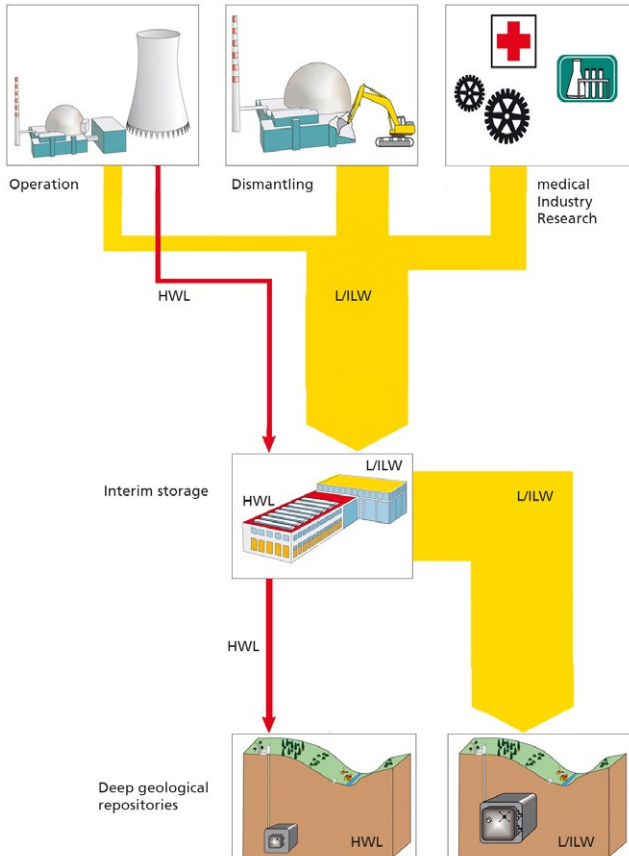 Operation
Dismantling
medical
Industry
Research
HWL
L/ILW
L/ILW
HWL
Interim storage
L/ILW
HWL
Deep geological
repositories
HWL
L/ILW